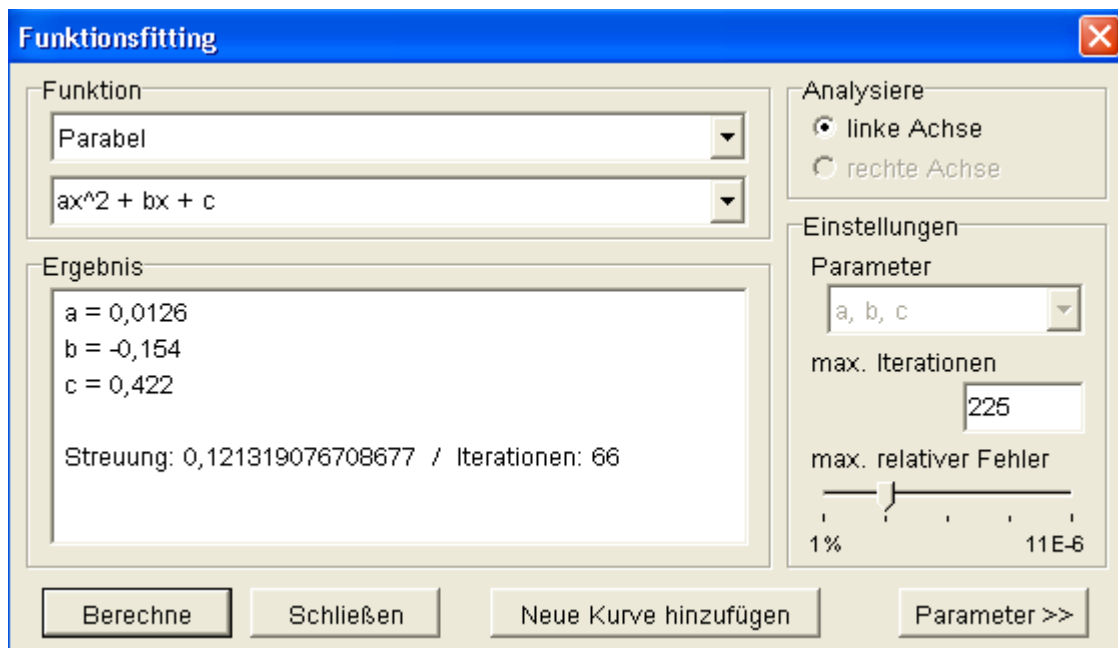 Funktionsfitting
Funktion
Parabel
ax^2 + bx + c
Ergebnis
a = 0,0126
b = -0,154
c = 0,422
Streuung: 0,121319076708677 / Iterationen: 66
Analysiere
linke Achse
rechte Achse
Einstellungen
Parameter
a, b, c
max. Iterationen
225
max. relativer Fehler
1% 11E-6
Berechne Schließen Neue Kurve hinzufügen Parameter >>